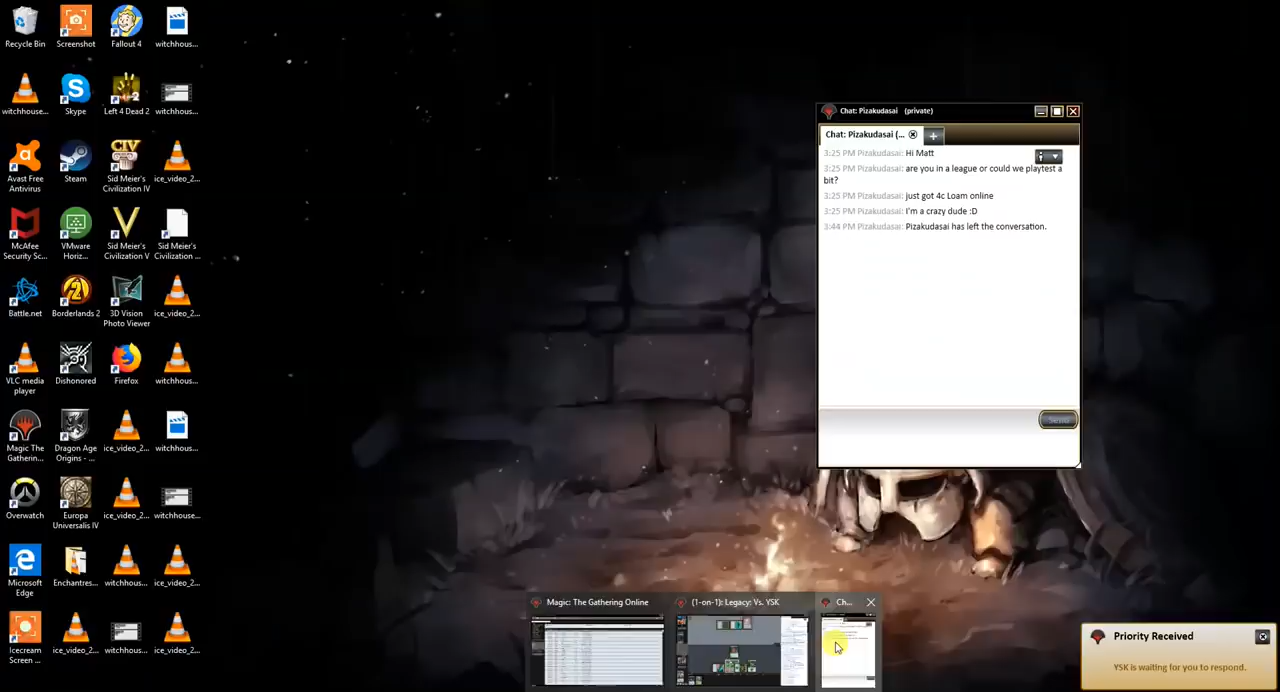 Recycle Bin
Screenshot
Fallout 4
witchhous...
witchhouse...
Skype
Left 4 Dead 2
witchhous...
Avast Free
Antivirus
Steam
Sid Meier's
Civilization IV
ice_video_2...
McAfee
Security Sc...
VMware
Horiz...
Sid Meier's
Civilization V
Sid Meier's
Civilization ...
Battle.net
Borderlands 2
3D Vision
Photo Viewer
ice_video_2...
VLC media
player
Dishonored
Firefox
witchhous...
Magic The
Gatherin...
Dragon Age
Origins - ...
ice_video_2...
witchhous...
Overwatch
Europa
Universalis IV
ice_video_2...
witchhouse...
Microsoft
Edge
Enchantres...
witchhous...
ice_video_2...
Icecream
Screen ...
ice_video_2...
witchhous...
ice_video_2...
Chat: Pizakudasai (private)
Chat: Pizakudasai (...
3:25 PM Pizakudasai: Hi Matt
3:25 PM Pizakudasai: are you in a league or could we playtest a
bit?
3:25 PM Pizakudasai: just got 4c Loam online
3:25 PM Pizakudasai: I'm a crazy dude :D
3:44 PM Pizakudasai: Pizakudasai has left the conversation.
Send
Magic: The Gathering Online
(1-on-1): Legacy: Vs. YSK
Ch...
Priority Received
YSK is waiting for you to respond.